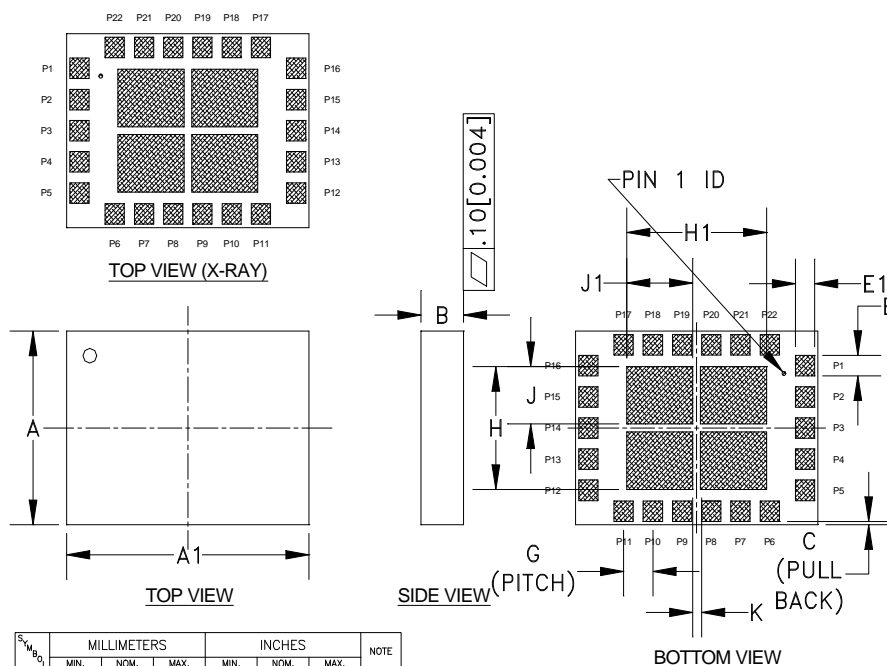 P22 P21 P20 P19 P18 P17
P1
P2
P3
P4
P5
P16
P15
P14
P13
P12
P6 P7 P8 P9 P10 P11
TOP VIEW (X-RAY)
.10[0.004]
PIN 1 ID
H1
J1
E1
B
P17 P18 P19 P20 P21 P22
P16
P15
P14
P13
P12
P1
P2
P3
P4
P5
J
H
A
A1
TOP VIEW
SIDE VIEW
G
(PITCH)
P11 P10 P9 P8 P7 P6
C
(PULL
BACK)
K
BOTTOM VIEW
SYMBOL MILLIMETERS INCHES NOTE
MIN. NOM. MAX. MIN. NOM. MAX.